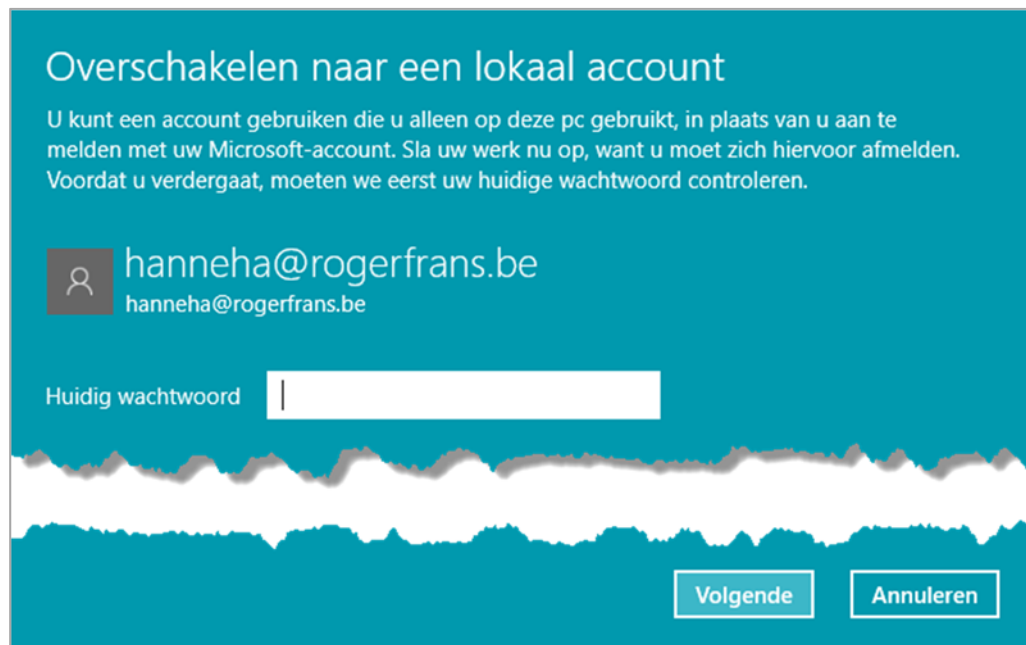 Overschakelen naar een lokaal account
U kunt een account gebruiken die u alleen op deze pc gebruikt, in plaats van u aan te
melden met uw Microsoft-account. Sla uw werk nu op, want u moet zich hiervoor afmelden.
Voordat u verdergaat, moeten we eerst uw huidige wachtwoord controleren.
hanneha@rogerfrans.be
hanneha@rogerfrans.be
Huidig wachtwoord
Volgende
Annuleren